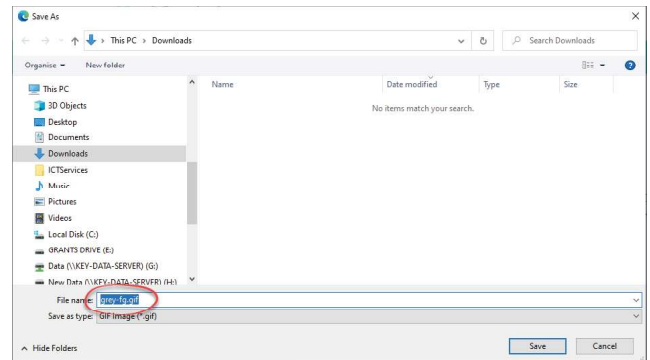 Save As
This PC > Downloads
Search Downloads
Organise
New folder
This PC
3D Objects
Desktop
Documents
Downloads
ICTServices
Music
Pictures
Videos
Local Disk (C:)
GRANTS DRIVE (E:)
Data (\\KEY-DATA-SERVER) (G:)
New Data (\\KEY-DATA-SERVER) (H:)
Name Date modified Type Size
No items match your search.
File name: grey-fg.gif
Save as type: GIF Image (*.gif)
Hide Folders
Save Cancel